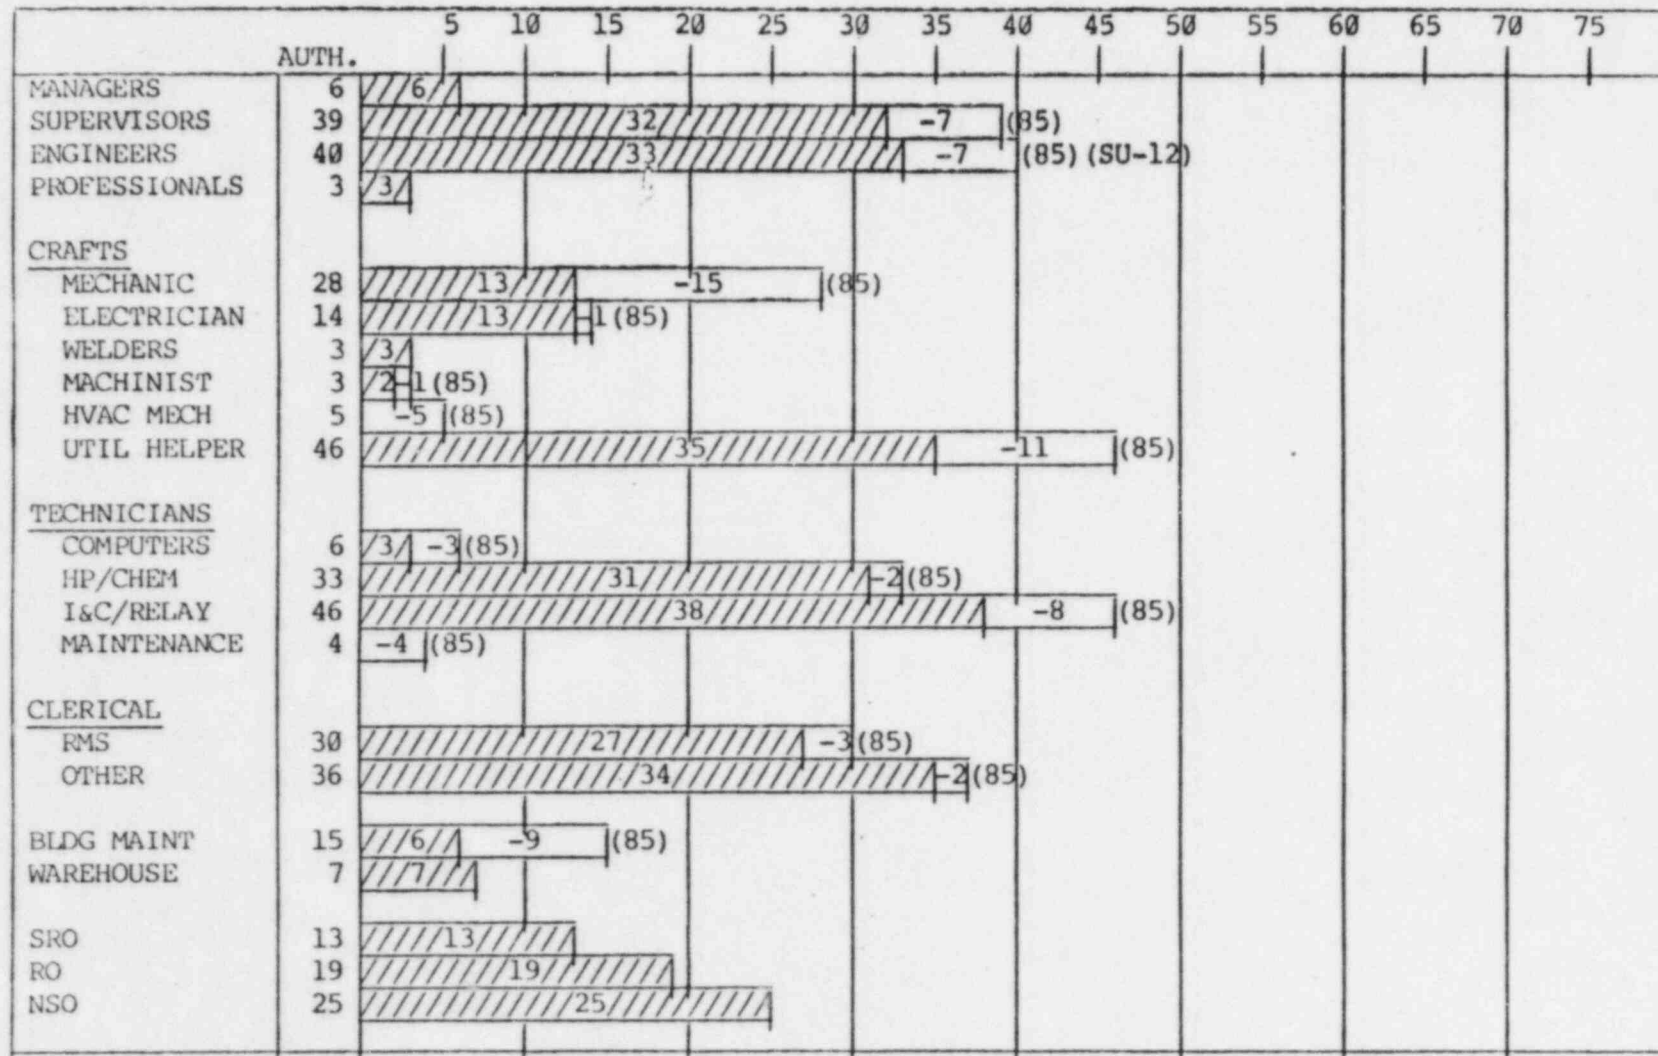 5 10 15 20 25 30 35 40 45 50 55 60 65 70 75
AUTH.
MANAGERS 6 6
SUPERVISORS 39 32 -7 (85)
ENGINEERS 40 33 -7 (85) (SU-12)
PROFESSIONALS 3 3
CRAFTS
MECHANIC 28 13 -15 (85)
ELECTRICIAN 14 13 -1 (85)
WELDERS 3 3
MACHINIST 3 2 -1 (85)
HVAC MECH 5 -5 (85)
UTIL HELPER 46 35 -11 (85)
TECHNICIANS
COMPUTERS 6 3 -3 (85)
HP/CHEM 33 31 -2 (85)
I&C/RELAY 46 38 -8 (85)
MAINTENANCE 4 -4 (85)
CLERICAL
RMS 30 27 -3 (85)
OTHER 36 34 -2 (85)
BLDG MAINT 15 6 -9 (85)
WAREHOUSE 7 7
SRO 13 13
RO 19 19
NSO 25 25